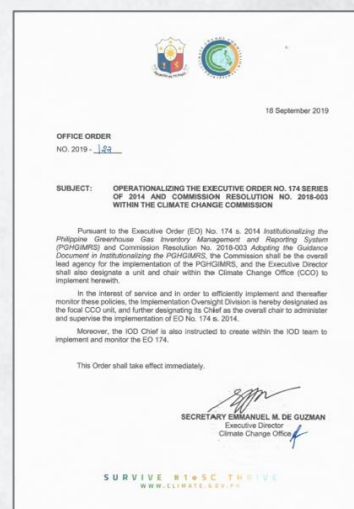 18 September 2019
OFFICE ORDER
NO. 2019 -
SUBJECT: OPERATIONALIZING THE EXECUTIVE ORDER NO. 174 SERIES
OF 2014 AND COMMISSION RESOLUTION NO. 2018-003
WITHIN THE CLIMATE CHANGE COMMISSION
Pursuant to the Executive Order (EO) No. 174 s. 2014 Institutionalizing the
Philippine Greenhouse Gas Inventory Management and Reporting System
(PGHGIMRS) and Commission Resolution No. 2018-003 Adopting the Guidance
Document in Institutionalizing the PGHGIMRS, the Commission shall be the overall
lead agency for the implementation of the PGHGIMRS, and the Executive Director
shall also designate a unit and chair within the Climate Change Office (CCO) to
implement herewith.
In the interest of service and in order to efficiently implement and thereafter
monitor these policies, the Implementation Oversight Division is hereby designated as
the focal CCO unit, and further designating its Chief as the overall chair to administer
and supervise the implementation of EO No. 174 s. 2014.
Moreover, the IOD Chief is also instructed to create within the IOD team to
implement and monitor the EO 174.
This Order shall take effect immediately.
SECRETARY EMMANUEL M. DE GUZMAN
Executive Director
Climate Change Office
SURVIVE #1o5C THRIVE
WWW.CLIMATE.GOV.PH